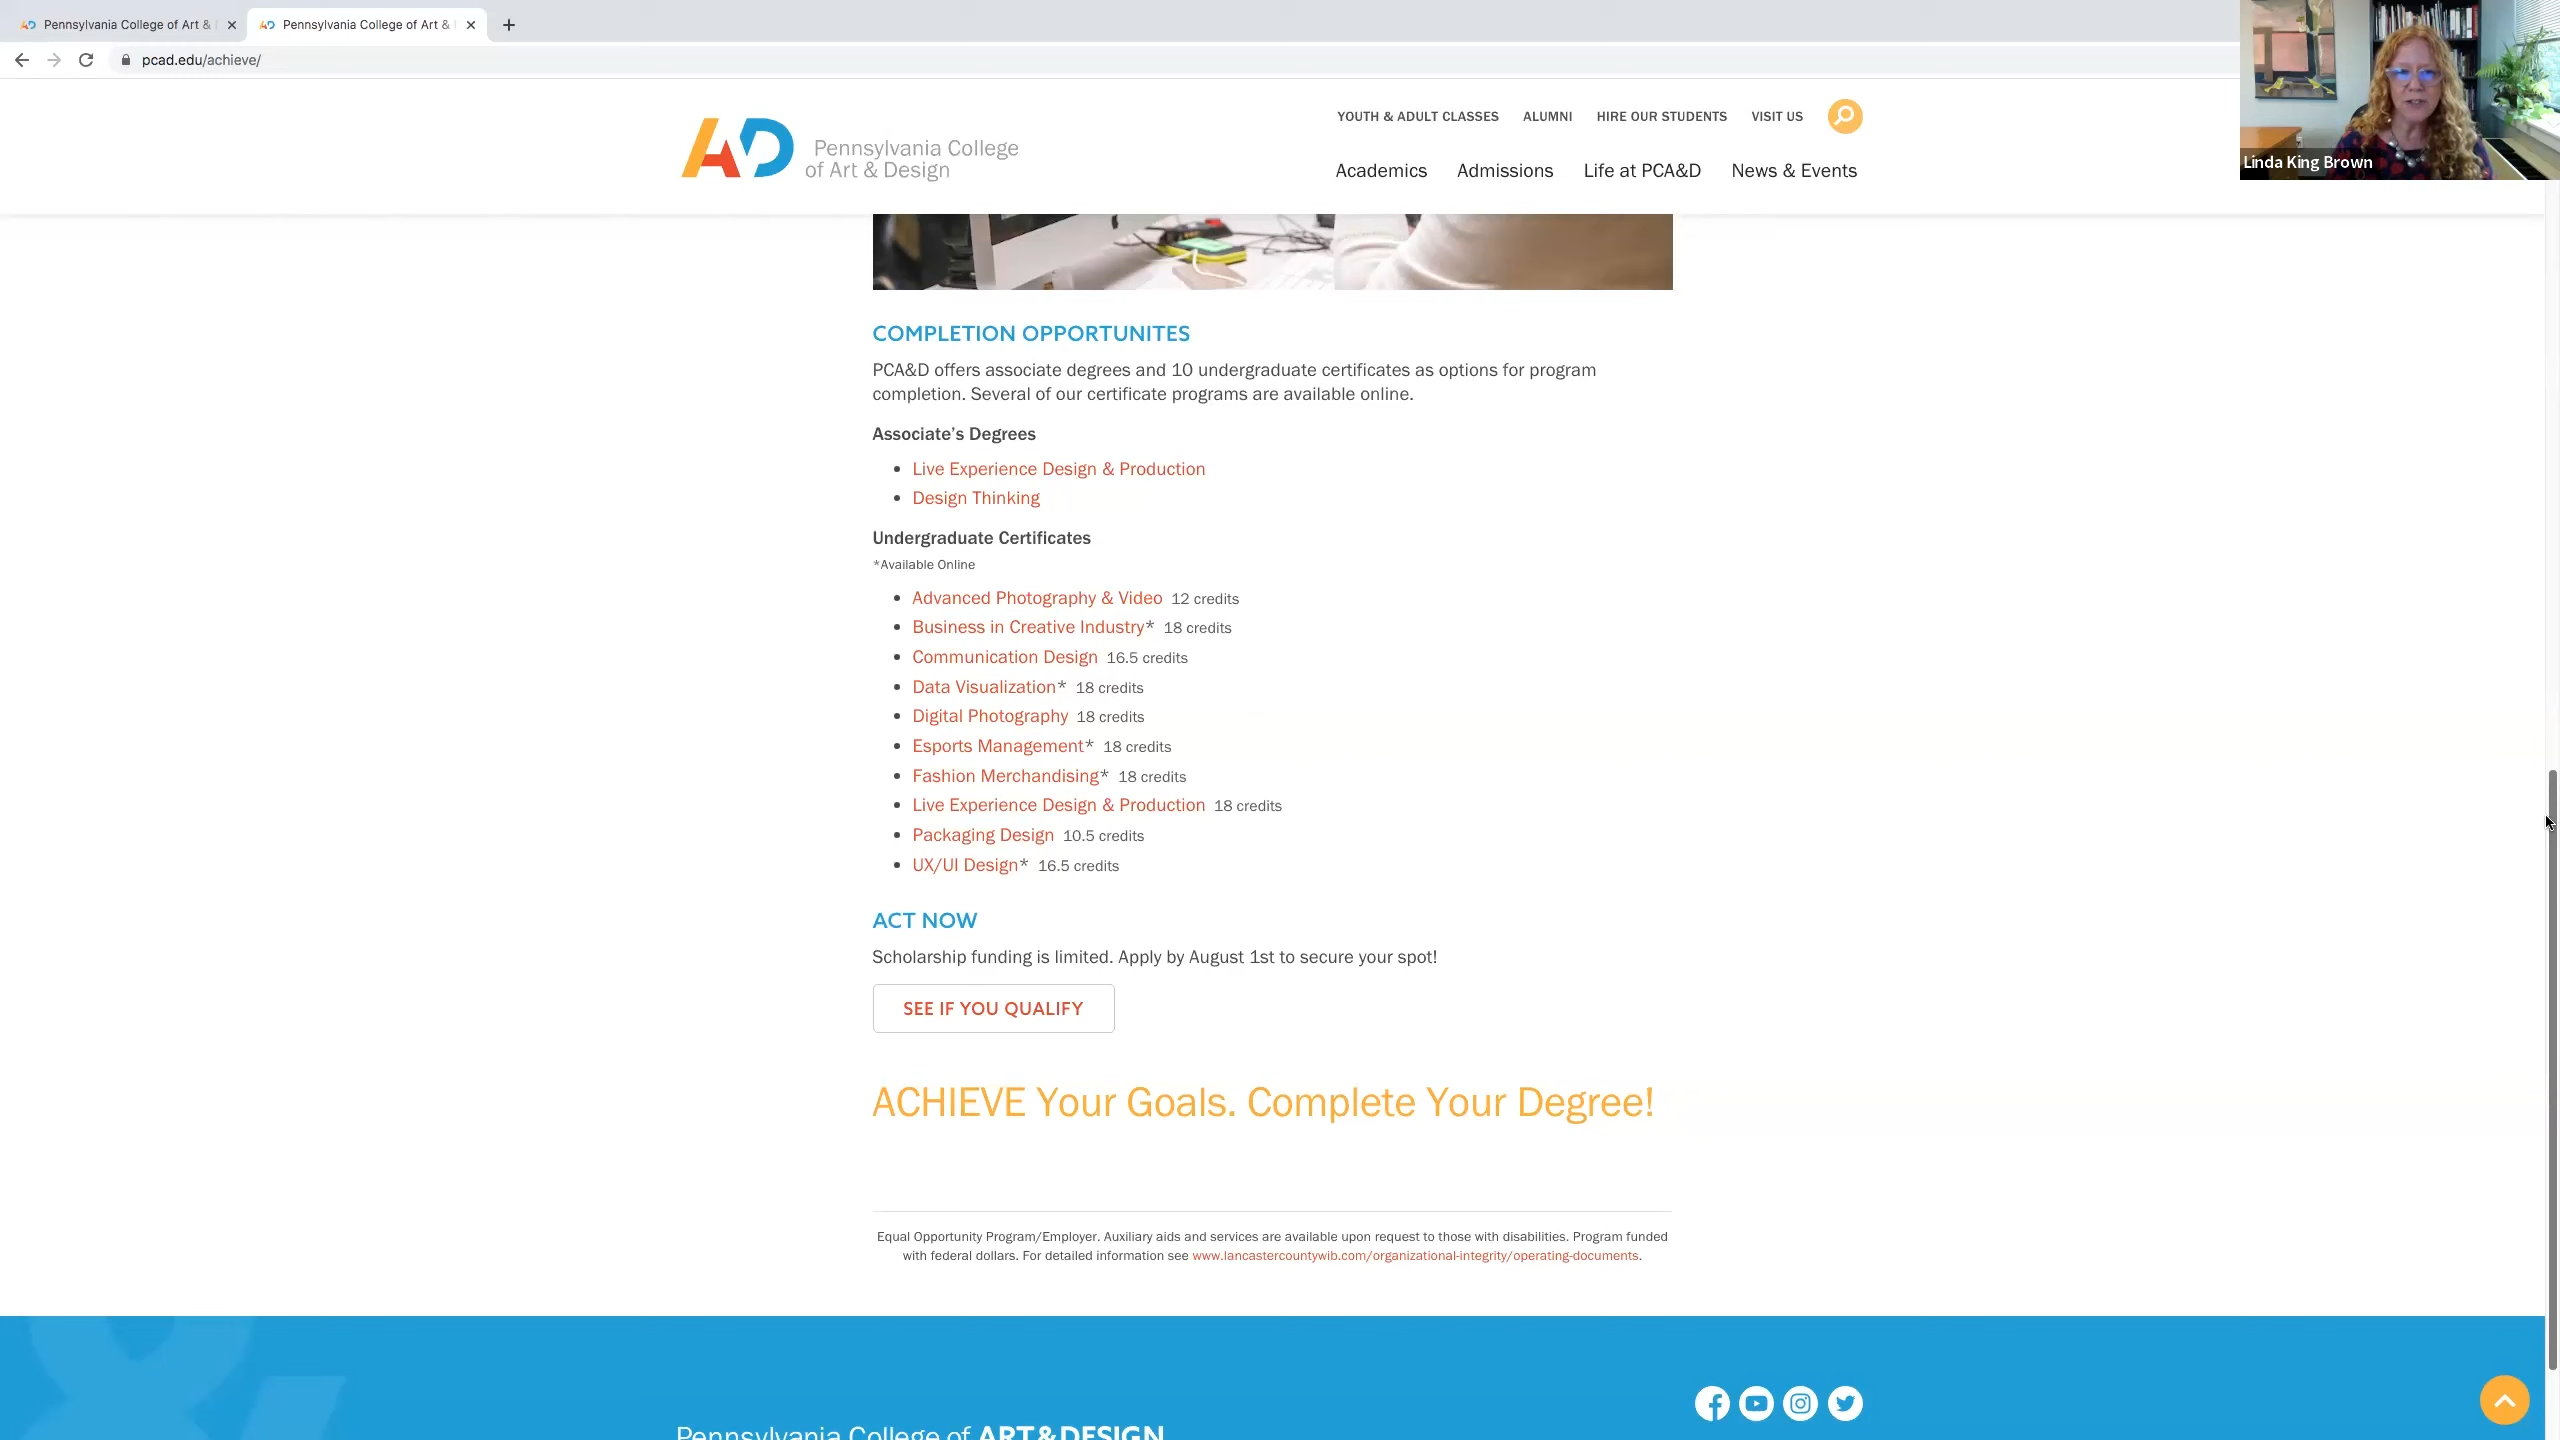 Pennsylvania College of Art &
Pennsylvania College of Art &
pcad.edu/achieve/
Linda King Brown
YOUTH & ADULT CLASSES ALUMNI HIRE OUR STUDENTS VISIT US
AD Pennsylvania College
of Art & Design
Academics Admissions Life at PCA&D News & Events
COMPLETION OPPORTUNITES
PCA&D offers associate degrees and 10 undergraduate certificates as options for program
completion. Several of our certificate programs are available online.
Associate's Degrees
• Live Experience Design & Production
• Design Thinking
Undergraduate Certificates
*Available Online
• Advanced Photography & Video 12 credits
• Business in Creative Industry* 18 credits
• Communication Design 16.5 credits
• Data Visualization* 18 credits
• Digital Photography 18 credits
• Esports Management* 18 credits
• Fashion Merchandising* 18 credits
• Live Experience Design & Production 18 credits
• Packaging Design 10.5 credits
• UX/UI Design* 16.5 credits
ACT NOW
Scholarship funding is limited. Apply by August 1st to secure your spot!
SEE IF YOU QUALIFY
ACHIEVE Your Goals. Complete Your Degree!
Equal Opportunity Program/Employer. Auxiliary aids and services are available upon request to those with disabilities. Program funded
with federal dollars. For detailed information see www.lancastercountywib.com/organizational-integrity/operating-documents.
Pennsylvania College of ART & DESIGN